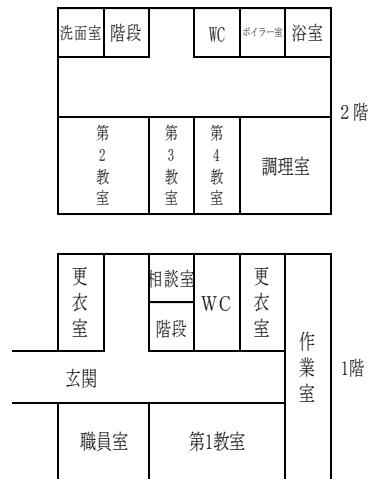 洗面室 階段 WC ボイラー室 浴室
2階
第2教室 第3教室 第4教室 調理室
更衣室 相談室 WC 更衣室
階段
作業室
1階
玄関
職員室 第1教室